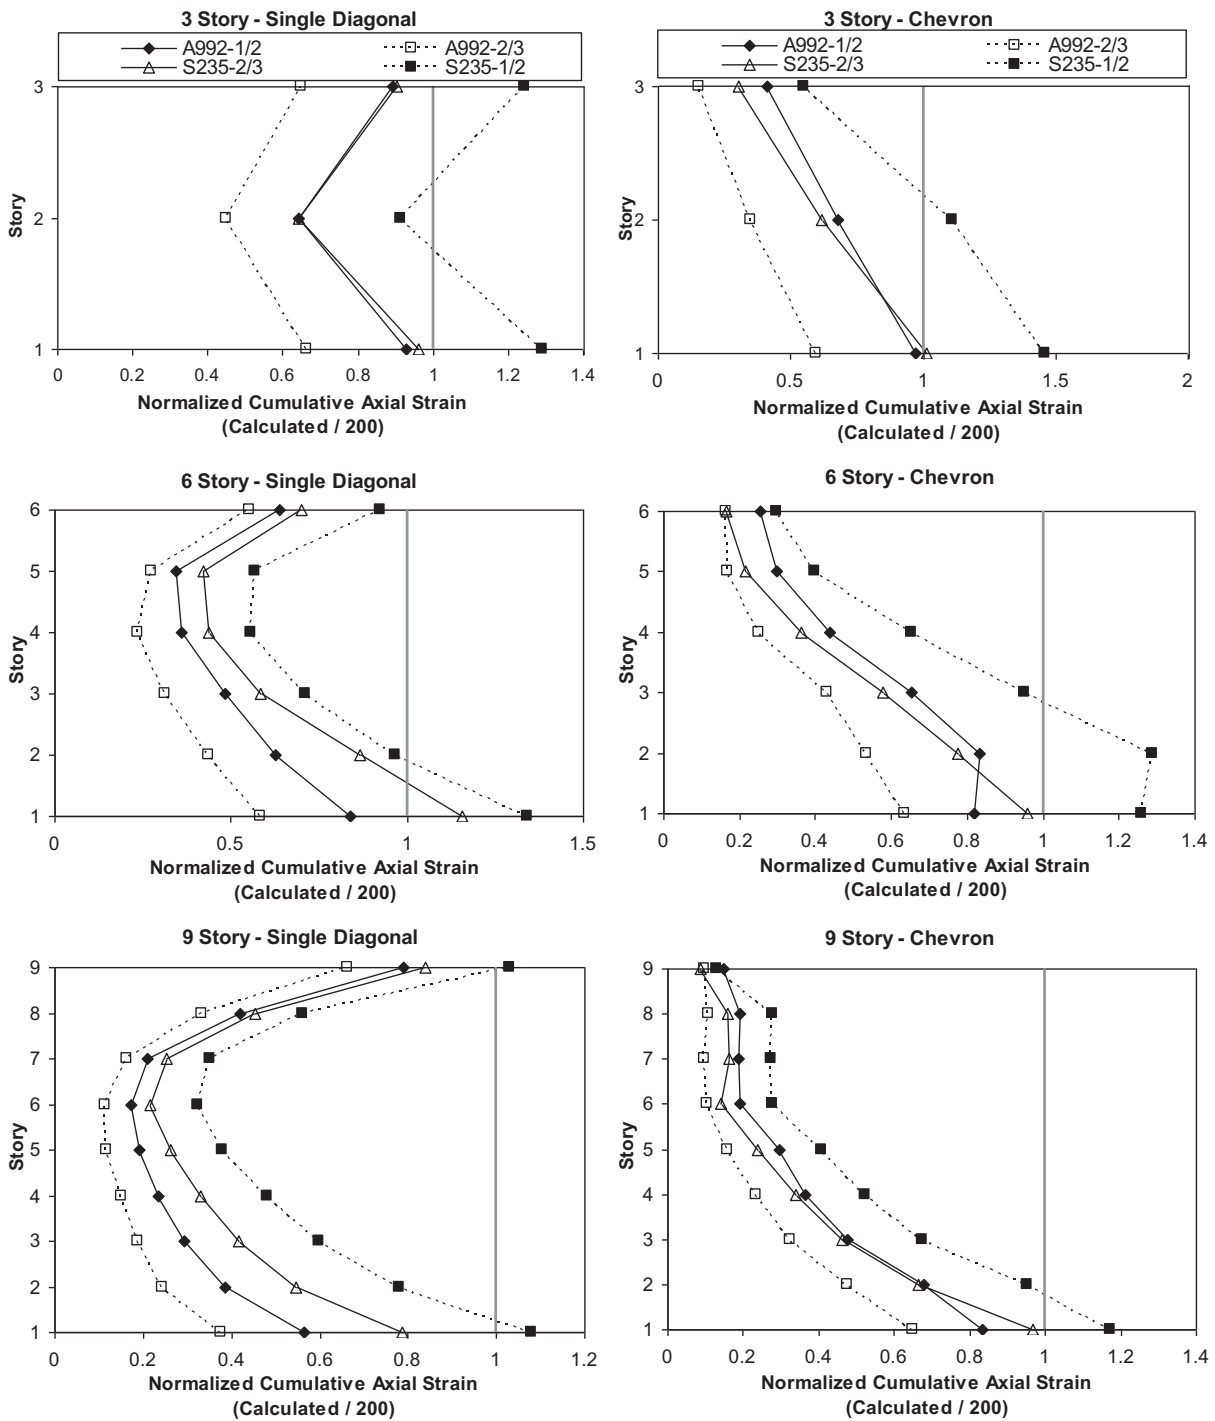 3 Story - Single Diagonal
A992-1/2
A992-2/3
S235-2/3
S235-1/2
3
2
1
Story
0
0.2
0.4
0.6
0.8
1
1.2
1.4
Normalized Cumulative Axial Strain
(Calculated / 200)
3 Story - Chevron
A992-1/2
A992-2/3
S235-2/3
S235-1/2
3
2
1
Story
0
0.5
1
1.5
2
Normalized Cumulative Axial Strain
(Calculated / 200)
6 Story - Single Diagonal
6
5
4
3
2
1
Story
0
0.5
1
1.5
Normalized Cumulative Axial Strain
(Calculated / 200)
6 Story - Chevron
6
5
4
3
2
1
Story
0
0.2
0.4
0.6
0.8
1
1.2
1.4
Normalized Cumulative Axial Strain
(Calculated / 200)
9 Story - Single Diagonal
9
8
7
6
5
4
3
2
1
Story
0
0.2
0.4
0.6
0.8
1
1.2
Normalized Cumulative Axial Strain
(Calculated / 200)
9 Story - Chevron
9
8
7
6
5
4
3
2
1
Story
0
0.2
0.4
0.6
0.8
1
1.2
1.4
Normalized Cumulative Axial Strain
(Calculated / 200)